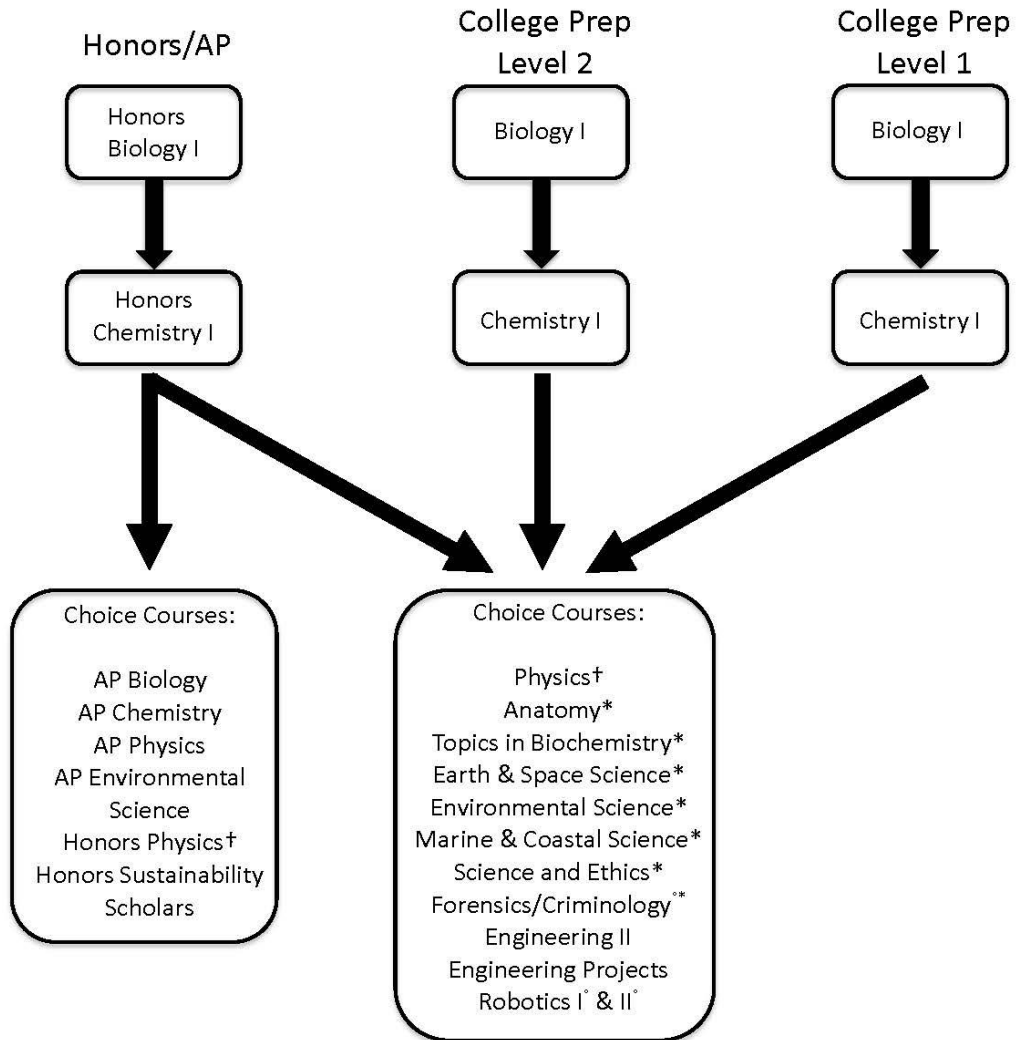 Honors/AP
College Prep
Level 2
College Prep
Level 1
Honors
Biology I
Biology I
Biology I
Honors
Chemistry I
Chemistry I
Chemistry I
Choice Courses:
AP Biology
AP Chemistry
AP Physics
AP Environmental
Science
Honors Physics†
Honors Sustainability
Scholars
Choice Courses:
Physics†
Anatomy*
Topics in Biochemistry*
Earth & Space Science*
Environmental Science*
Marine & Coastal Science*
Science and Ethics*
Forensics/Criminology°*
Engineering II
Engineering Projects
Robotics I° & II°